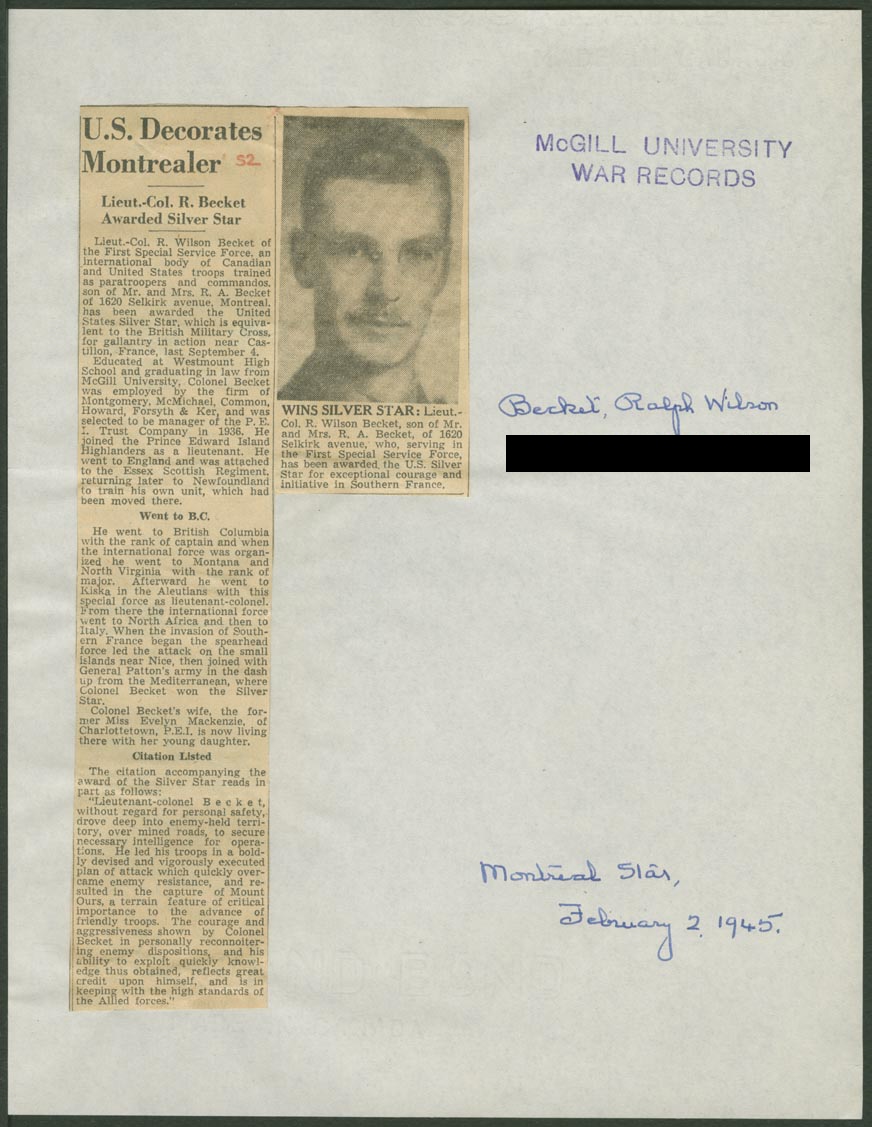 U.S. Decorates
Montrealer
S2
Lieut.-Col. R. Becket
Awarded Silver Star
Lieut.-Col. R. Wilson Becket of
the First Special Service Force, an
international body of Canadian
and United States troops trained
as paratroopers and commandos,
son of Mr. and Mrs. R. A. Becket
of 1620 Selkirk avenue, Montreal,
has been awarded the United
States Silver Star, which is equiva-
lent to the British Military Cross,
for gallantry in action near Cas-
tillon, France, last September 4.
Educated at Westmount High
School and graduating in law from
McGill University, Colonel Becket
was employed by the firm of
Montgomery, McMichael, Common,
Howard, Forsyth & Ker, and was
selected to be manager of the P. E.
I. Trust Company in 1936. He
joined the Prince Edward Island
Highlanders as a lieutenant. He
went to England and was attached
to the Essex Scottish Regiment,
returning later to Newfoundland
to train his own unit, which had
been moved there.
Went to B.C.
He went to British Columbia
with the rank of captain and when
the international force was organ-
ized he went to Montana and
North Virginia with the rank of
major. Afterward he went to
Kiska in the Aleutians with this
special force as lieutenant-colonel.
From there the international force
went to North Africa and then to
Italy. When the invasion of South-
ern France began the spearhead
force led the attack on the small
islands near Nice, then joined with
General Patton's army in the dash
up from the Mediterranean, where
Colonel Becket won the Silver
Star.
Colonel Becket's wife, the for-
mer Miss Evelyn Mackenzie, of
Charlottetown, P.E.I. is now living
there with her young daughter.
Citation Listed
The citation accompanying the
award of the Silver Star reads in
part as follows:
"Lieutenant-colonel Becket,
without regard for personal safety,
drove deep into enemy-held terri-
tory, over mined roads, to secure
necessary intelligence for opera-
tions. He led his troops in a bold-
ly devised and vigorously executed
plan of attack which quickly over-
came enemy resistance, and re-
sulted in the capture of Mount
Ours, a terrain feature of critical
importance to the advance of
friendly troops. The courage and
aggressiveness shown by Colonel
Becket in personally reconnoiter-
ing enemy dispositions, and his
ability to exploit quickly knowl-
edge thus obtained, reflects great
credit upon himself, and is in
keeping with the high standards of
the Allied forces."
WINS SILVER STAR: Lieut.-
Col. R. Wilson Becket, son of Mr.
and Mrs. R. A. Becket, of 1620
Selkirk avenue, who, serving in
the First Special Service Force,
has been awarded the U.S. Silver
Star for exceptional courage and
initiative in Southern France.
McGILL UNIVERSITY
WAR RECORDS
Becket, Ralph Wilson
Montreal Star,
February 2, 1945.